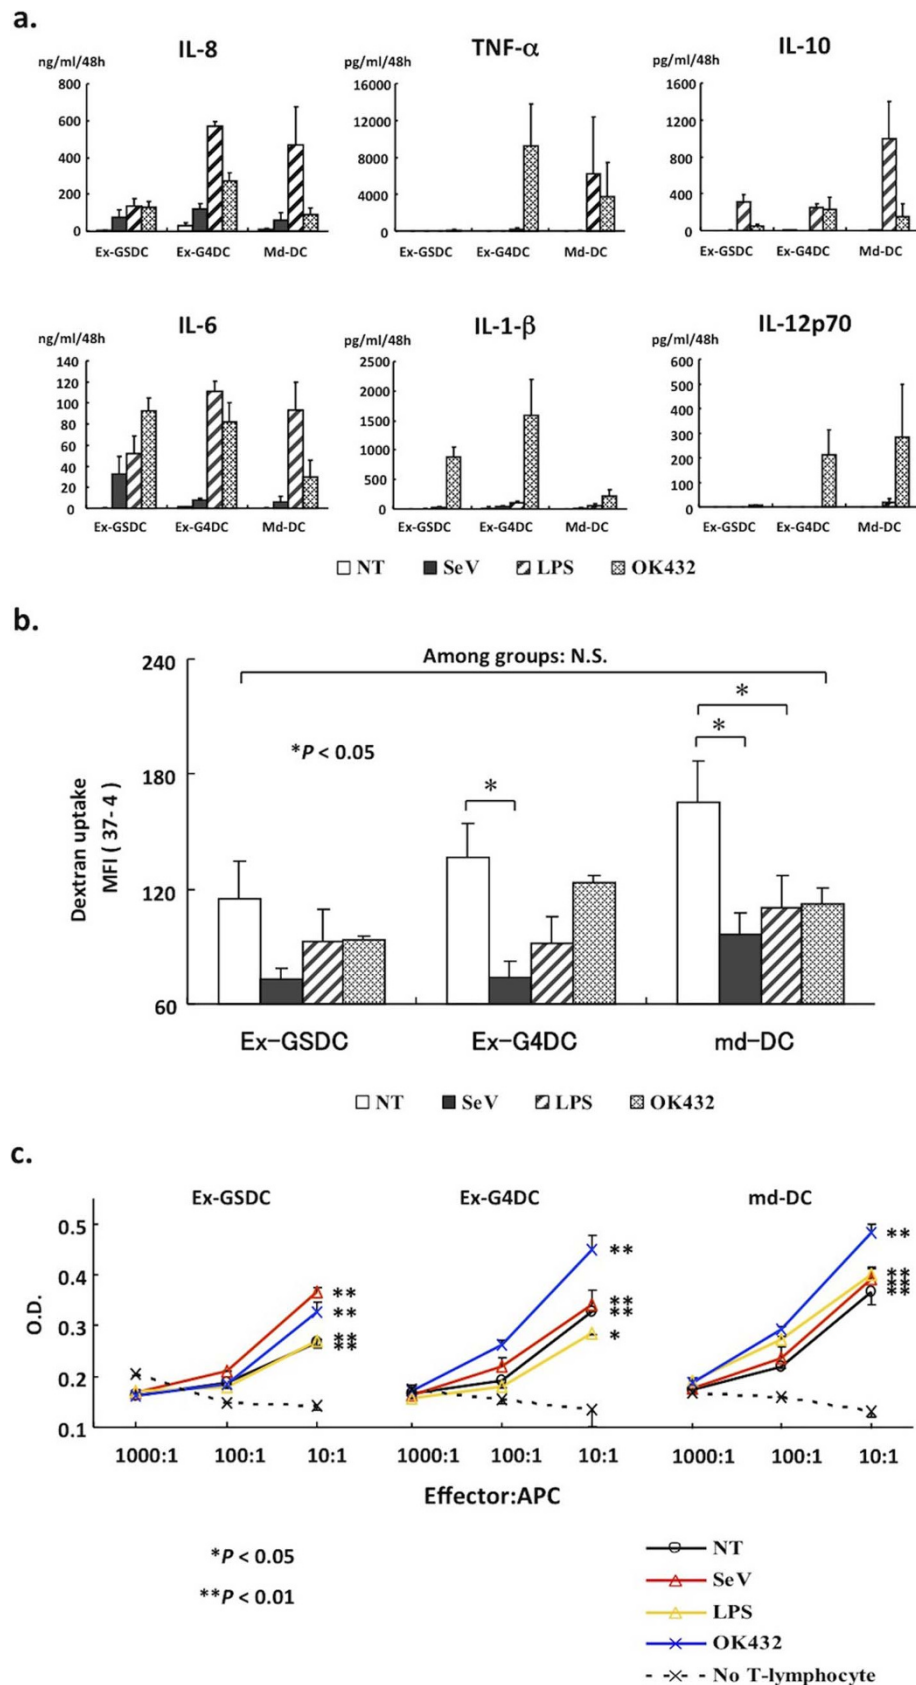 a.
IL-8 TNF-α IL-10
ng/ml/48h pg/ml/48h pg/ml/48h
800 16000 1600
600 12000 1200
400 8000 800
200 4000 400
0 0 0
Ex-GSDC Ex-G4DC Md-DC Ex-GSDC Ex-G4DC Md-DC Ex-GSDC Ex-G4DC Md-DC
IL-6 IL-1-β IL-12p70
ng/ml/48h pg/ml/48h pg/ml/48h
140 2500 600
120 2000 500
100 1500 400
80 1000 300
60 500 200
40 0 100
20 0
0
Ex-GSDC Ex-G4DC Md-DC Ex-GSDC Ex-G4DC Md-DC Ex-GSDC Ex-G4DC Md-DC
NT SeV LPS OK432
b.
240
Among groups: N.S.
*
*
*P < 0.05
180
*
Dextran uptake
MFI ( 37- 4 )
120
60
Ex-GSDC Ex-G4DC md-DC
NT SeV LPS OK432
c.
Ex-GSDC Ex-G4DC md-DC
0.5
0.4
0.3
0.2
0.1
O.D.
**
**
**
**
**
**
**
*
**
**
**
**
1000:1 100:1 10:1 1000:1 100:1 10:1 1000:1 100:1 10:1
Effector:APC
*P < 0.05
**P < 0.01
NT
SeV
LPS
OK432
No T-lymphocyte